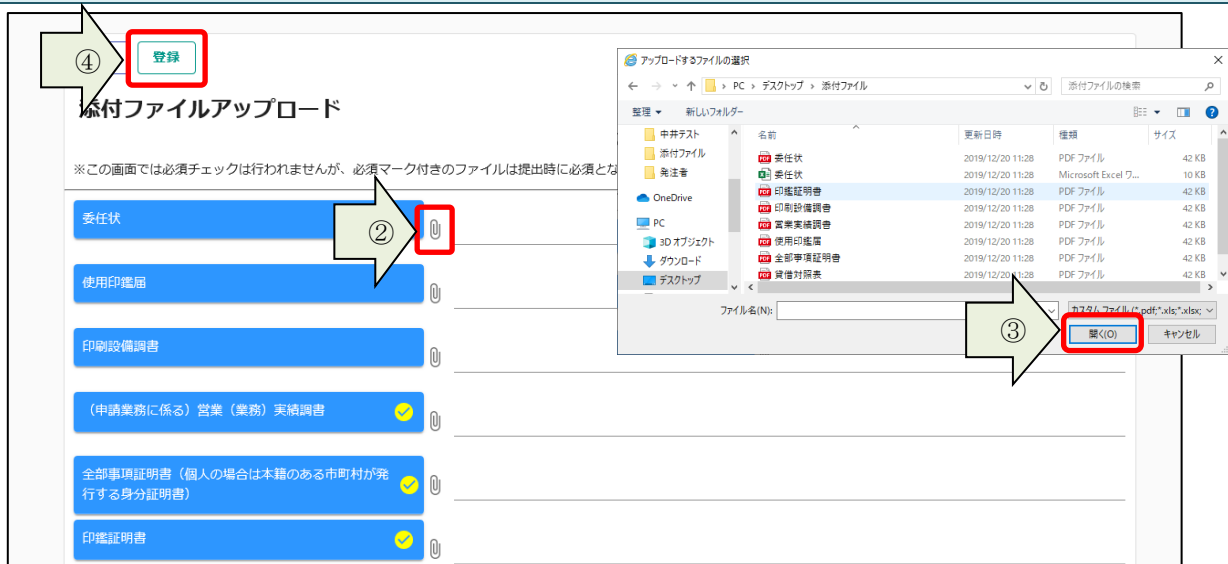 ④
登録
添付ファイルアップロード
※この画面では必須チェックは行われませんが、必須マーク付きのファイルは提出時に必須とな
委任状
②
使用印鑑届
印刷設備調書
(申請業務に係る)営業(業務)実績調書
全部事項証明書(個人の場合は本籍のある市町村が発
行する身分証明書)
印鑑証明書
アップロードするファイルの選択
PC › デスクトップ › 添付ファイル
添付ファイルの検索
整理 新しいフォルダー
中井テスト
添付ファイル
発注者
OneDrive
PC
3D オブジェクト
ダウンロード
デスクトップ
名前 更新日時 種類 サイズ
委任状 2019/12/20 11:28 PDF ファイル 42 KB
委任状 2019/12/20 11:28 Microsoft Excel ワ... 10 KB
印鑑証明書 2019/12/20 11:28 PDF ファイル 42 KB
印刷設備調書 2019/12/20 11:28 PDF ファイル 42 KB
営業実績調書 2019/12/20 11:28 PDF ファイル 42 KB
使用印鑑届 2019/12/20 11:28 PDF ファイル 42 KB
全部事項証明書 2019/12/20 11:28 PDF ファイル 42 KB
貸借対照表 2019/12/20 11:28 PDF ファイル 42 KB
ファイル名(N):
カスタム ファイル (*.pdf;*.xls;*.xlsx;
③
開く(O)
キャンセル